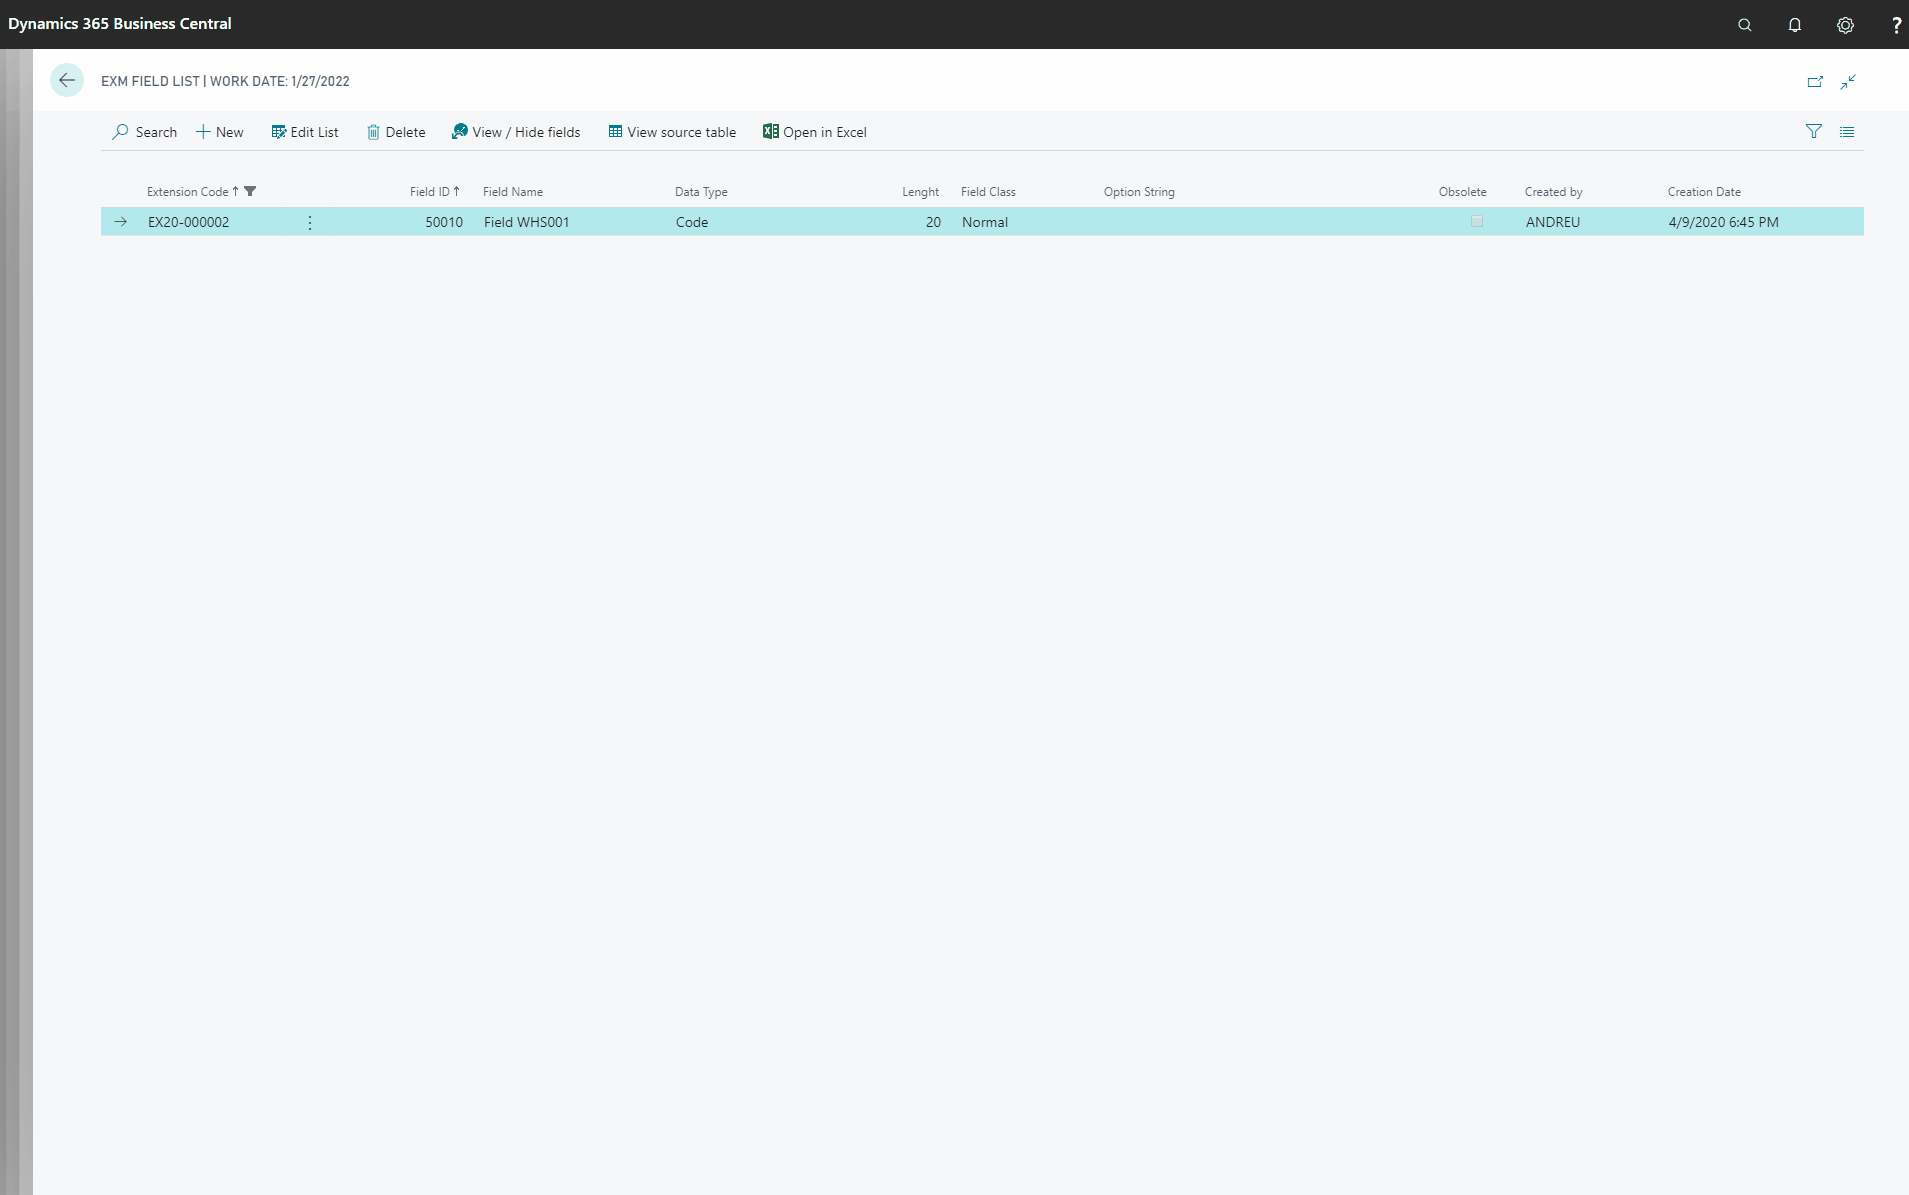 Dynamics 365 Business Central
?
EXM FIELD LIST | WORK DATE: 1/27/2022
Search New Edit List Delete View / Hide fields View source table Open in Excel
Extension Code ↑ Field ID ↑ Field Name Data Type Lenght Field Class Option String Obsolete Created by Creation Date
→ EX20-000002 50010 Field WHS001 Code 20 Normal ANDREU 4/9/2020 6:45 PM